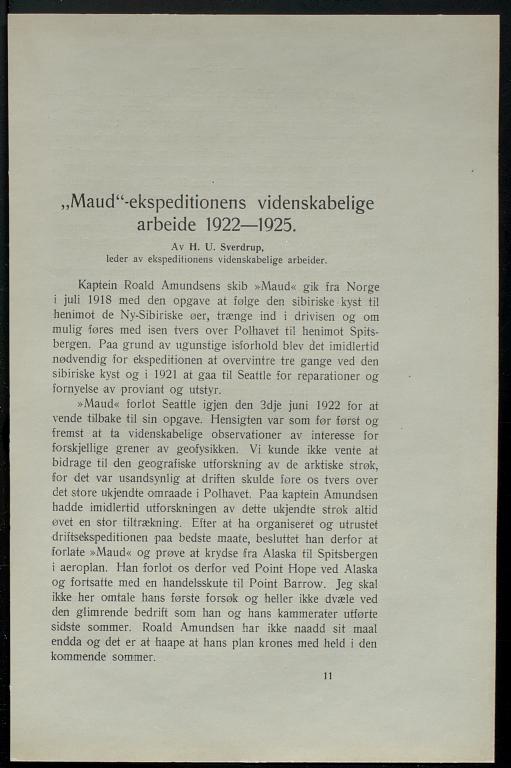 „Maud“-ekspeditionens videnskabelige
arbeide 1922—1925.
Av H. U. Sverdrup,
leder av ekspeditionens videnskabelige arbeider.
Kaptein Roald Amundsens skib »Maud« gik fra Norge
i juli 1918 med den opgave at følge den sibiriske kyst til
henimot de Ny-Sibiriske øer, trænge ind i drivisen og om
mulig føres med isen tvers over Polhavet til henimot Spits-
bergen. Paa grund av ugunstige isforhold blev det imidlertid
nødvendig for ekspeditionen at overvintre tre gange ved den
sibiriske kyst og i 1921 at gaa til Seattle for reparationer og
fornyelse av proviant og utstyr.
»Maud« forlot Seattle igjen den 3dje juni 1922 for at
vende tilbake til sin opgave. Hensigten var som før først og
fremst at ta videnskabelige observationer av interesse for
forskjellige grener av geofysikken. Vi kunde ikke vente at
bidrage til den geografiske utforskning av de arktiske strøk,
for det var usandsynlig at driften skulde føre os tvers over
det store ukjendte omraade i Polhavet. Paa kaptein Amundsen
hadde imidlertid utforskningen av dette ukjendte strøk altid
øvet en stor tiltrækning. Efter at ha organiseret og utrustet
driftsekspeditionen paa bedste maate, besluttet han derfor at
forlate »Maud« og prøve at krydse fra Alaska til Spitsbergen
i aeroplan. Han forlot os derfor ved Point Hope ved Alaska
og fortsatte med en handelsskute til Point Barrow. Jeg skal
ikke her omtale hans første forsøk og heller ikke dvæle ved
den glimrende bedrift som han og hans kammerater utførte
sidste sommer. Roald Amundsen har ikke naadd sit maal
endda og det er at haape at hans plan krones med held i den
kommende sommer.
11